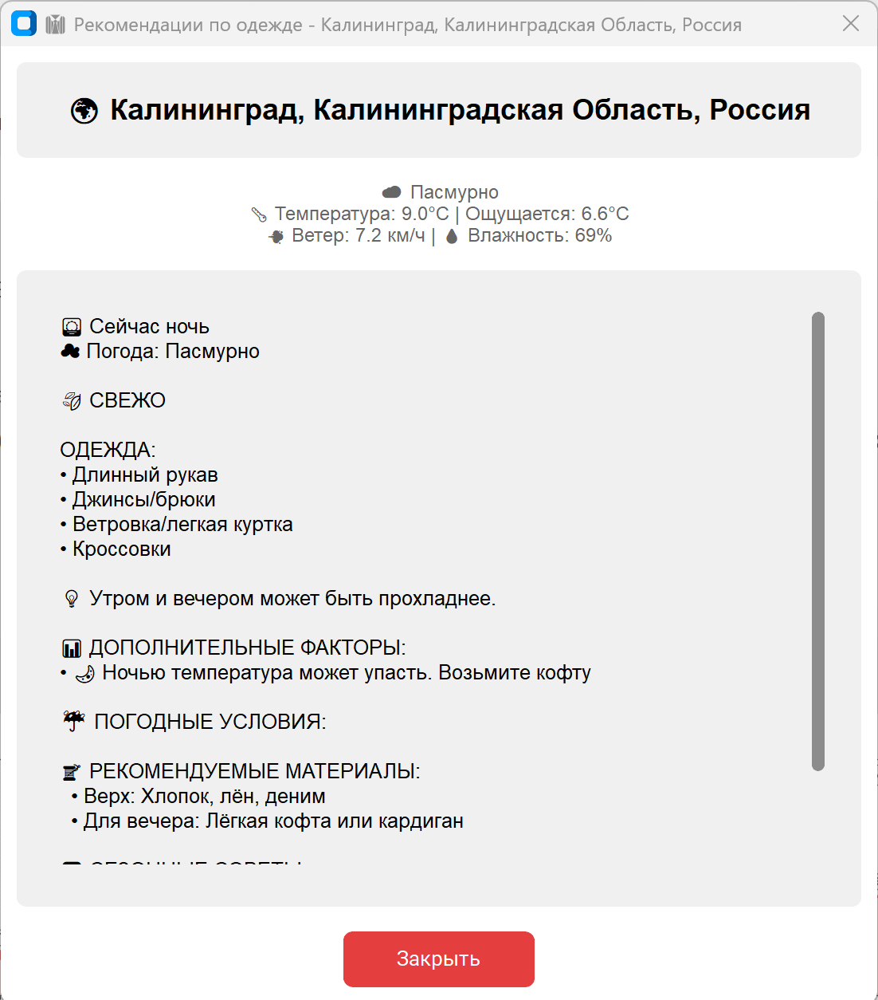 Рекомендации по одежде - Калининград, Калининградская Область, Россия
Калининград, Калининградская Область, Россия
Пасмурно
Температура: 9.0°C | Ощущается: 6.6°C
Ветер: 7.2 км/ч | Влажность: 69%
Сейчас ночь
Погода: Пасмурно
СВЕЖО
ОДЕЖДА:
• Длинный рукав
• Джинсы/брюки
• Ветровка/легкая куртка
• Кроссовки
Утром и вечером может быть прохладнее.
ДОПОЛНИТЕЛЬНЫЕ ФАКТОРЫ:
• Ночью температура может упасть. Возьмите кофту
ПОГОДНЫЕ УСЛОВИЯ:
РЕКОМЕНДУЕМЫЕ МАТЕРИАЛЫ:
• Верх: Хлопок, лён, деним
• Для вечера: Лёгкая кофта или кардиган
Закрыть